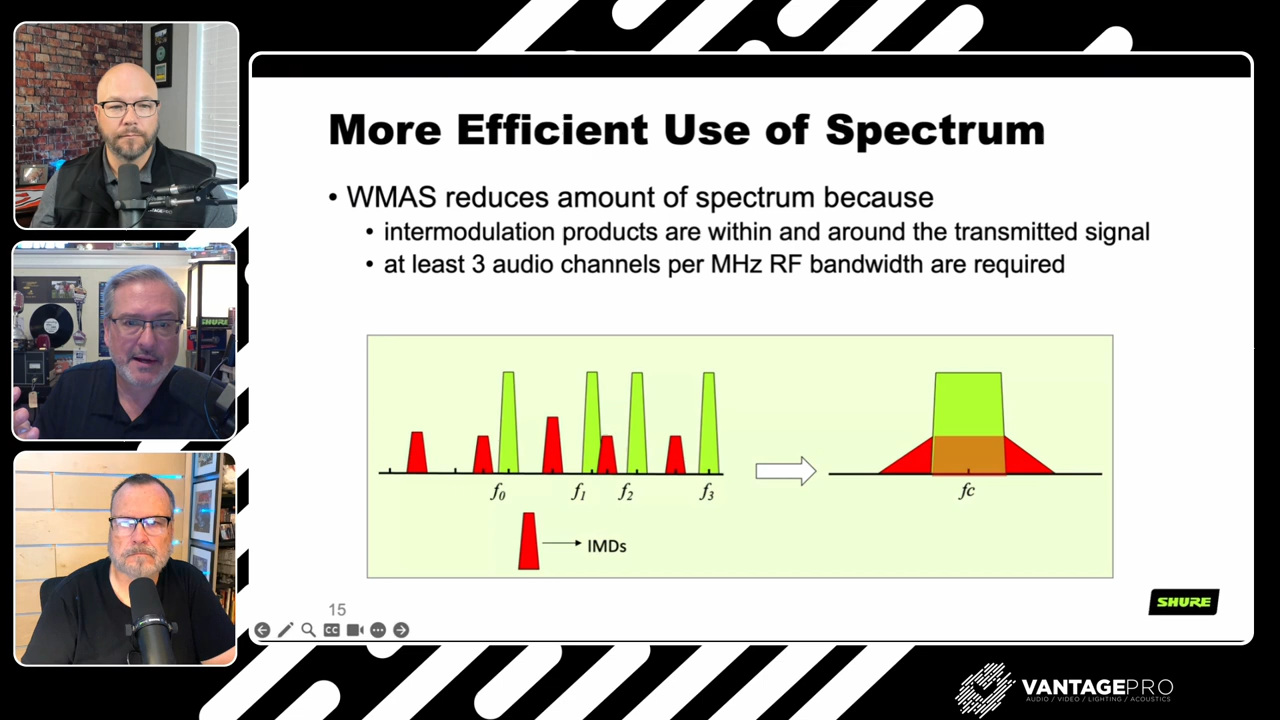 More Efficient Use of Spectrum
• WMAS reduces amount of spectrum because
• intermodulation products are within and around the transmitted signal
• at least 3 audio channels per MHz RF bandwidth are required
f0
f1
f2
f3
fc
IMDs
15
CC
SHURE
VANTAGEPRO
AUDIO / VIDEO / LIGHTING / ACOUSTICS
SHURE